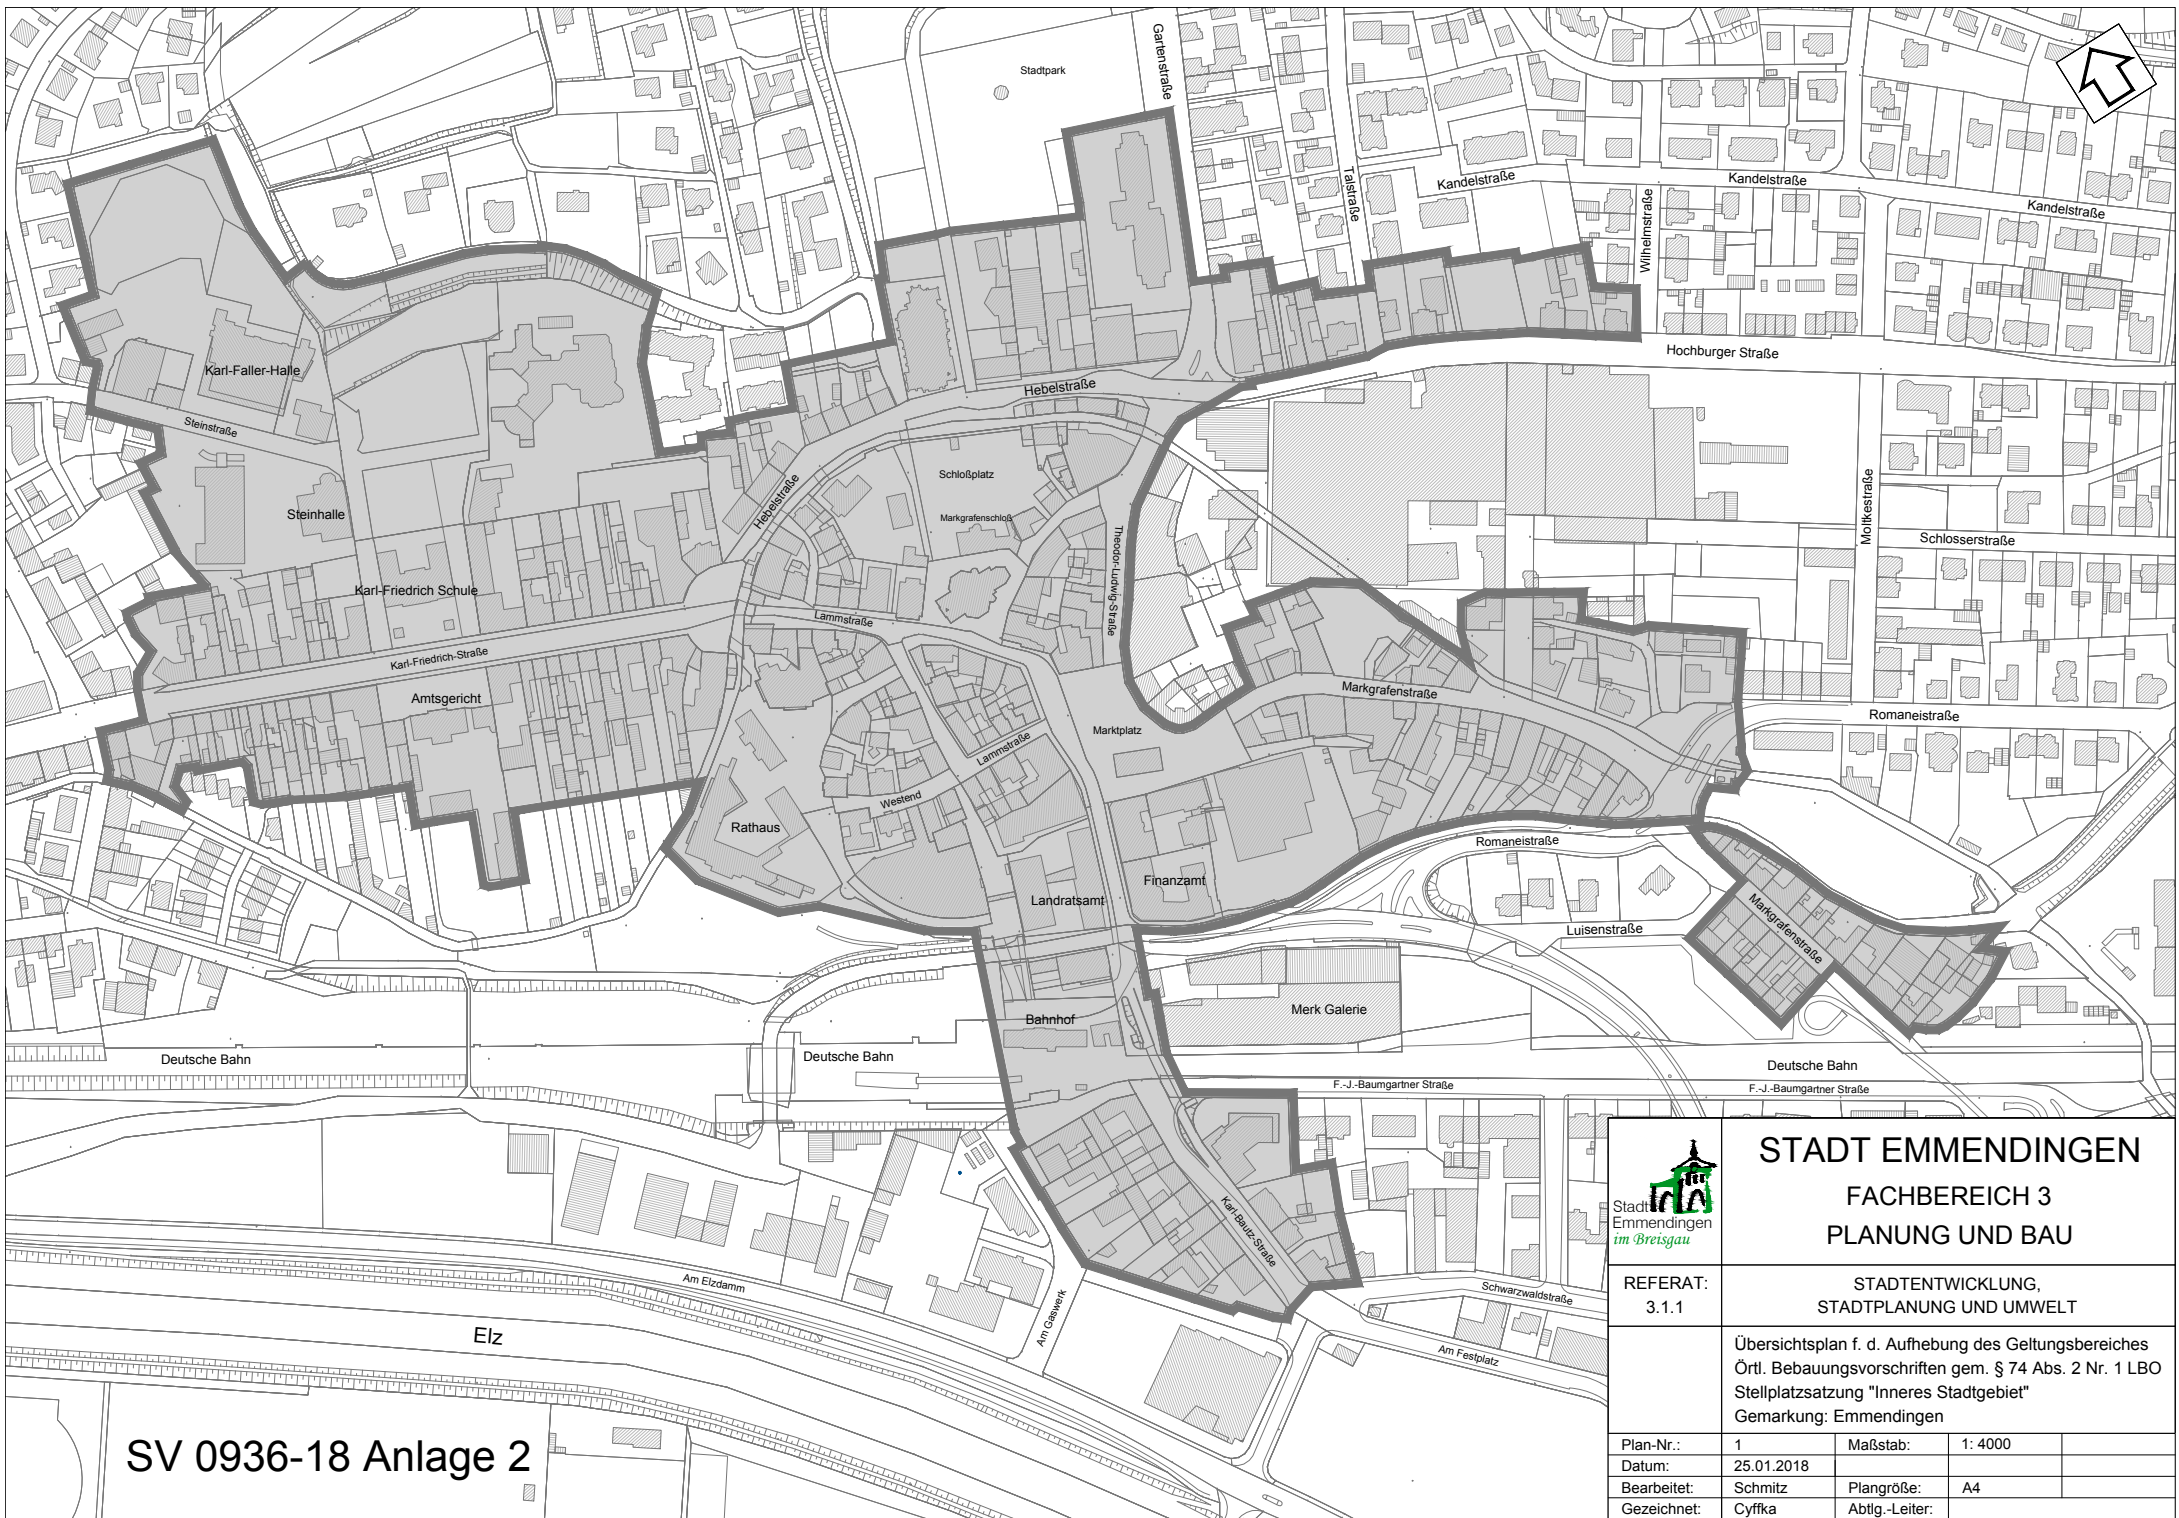 Stadtpark
Gartenstraße
Talstraße
Kandelstraße
Kandelstraße
Kandelstraße
Wilhelmstraße
Hochburger Straße
Karl-Faller-Halle
Hebelstraße
Steinstraße
Schloßplatz
Hebelstraße
Markgrafenschloß
Steinhalle
Theodor-Ludwig-Straße
Moltkestraße
Schlosserstraße
Karl-Friedrich Schule
Lammstraße
Karl-Friedrich-Straße
Amtsgericht
Markgrafenstraße
Romaneistraße
Marktplatz
Lammstraße
Westend
Rathaus
Romaneistraße
Finanzamt
Landratsamt
Markgrafenstraße
Luisenstraße
Merk Galerie
Bahnhof
Deutsche Bahn
Deutsche Bahn
Deutsche Bahn
F.-J.-Baumgartner Straße
F.-J.-Baumgartner Straße
Karl-Bautz-Straße
Am Elzdamm
Am Gaswerk
Schwarzwaldstraße
Am Festplatz
Elz
SV 0936-18 Anlage 2
Stadt
Emmendingen
im Breisgau
STADT EMMENDINGEN
FACHBEREICH 3
PLANUNG UND BAU
REFERAT:
3.1.1
STADTENTWICKLUNG,
STADTPLANUNG UND UMWELT
Übersichtsplan f. d. Aufhebung des Geltungsbereiches
Örtl. Bebauungsvorschriften gem. § 74 Abs. 2 Nr. 1 LBO
Stellplatzsatzung "Inneres Stadtgebiet"
Gemarkung: Emmendingen
Plan-Nr.: 1 Maßstab: 1: 4000
Datum: 25.01.2018
Bearbeitet: Schmitz Plangröße: A4
Gezeichnet: Cyffka Abtlg.-Leiter: